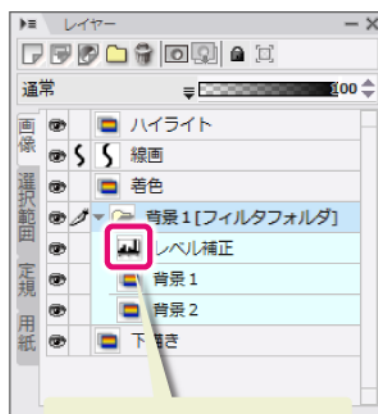 レイヤー
通常
100
画像
選択範囲
定規
用紙
ハイライト
線画
着色
背景1[フィルタフォルダ]
レベル補正
背景1
背景2
下描き